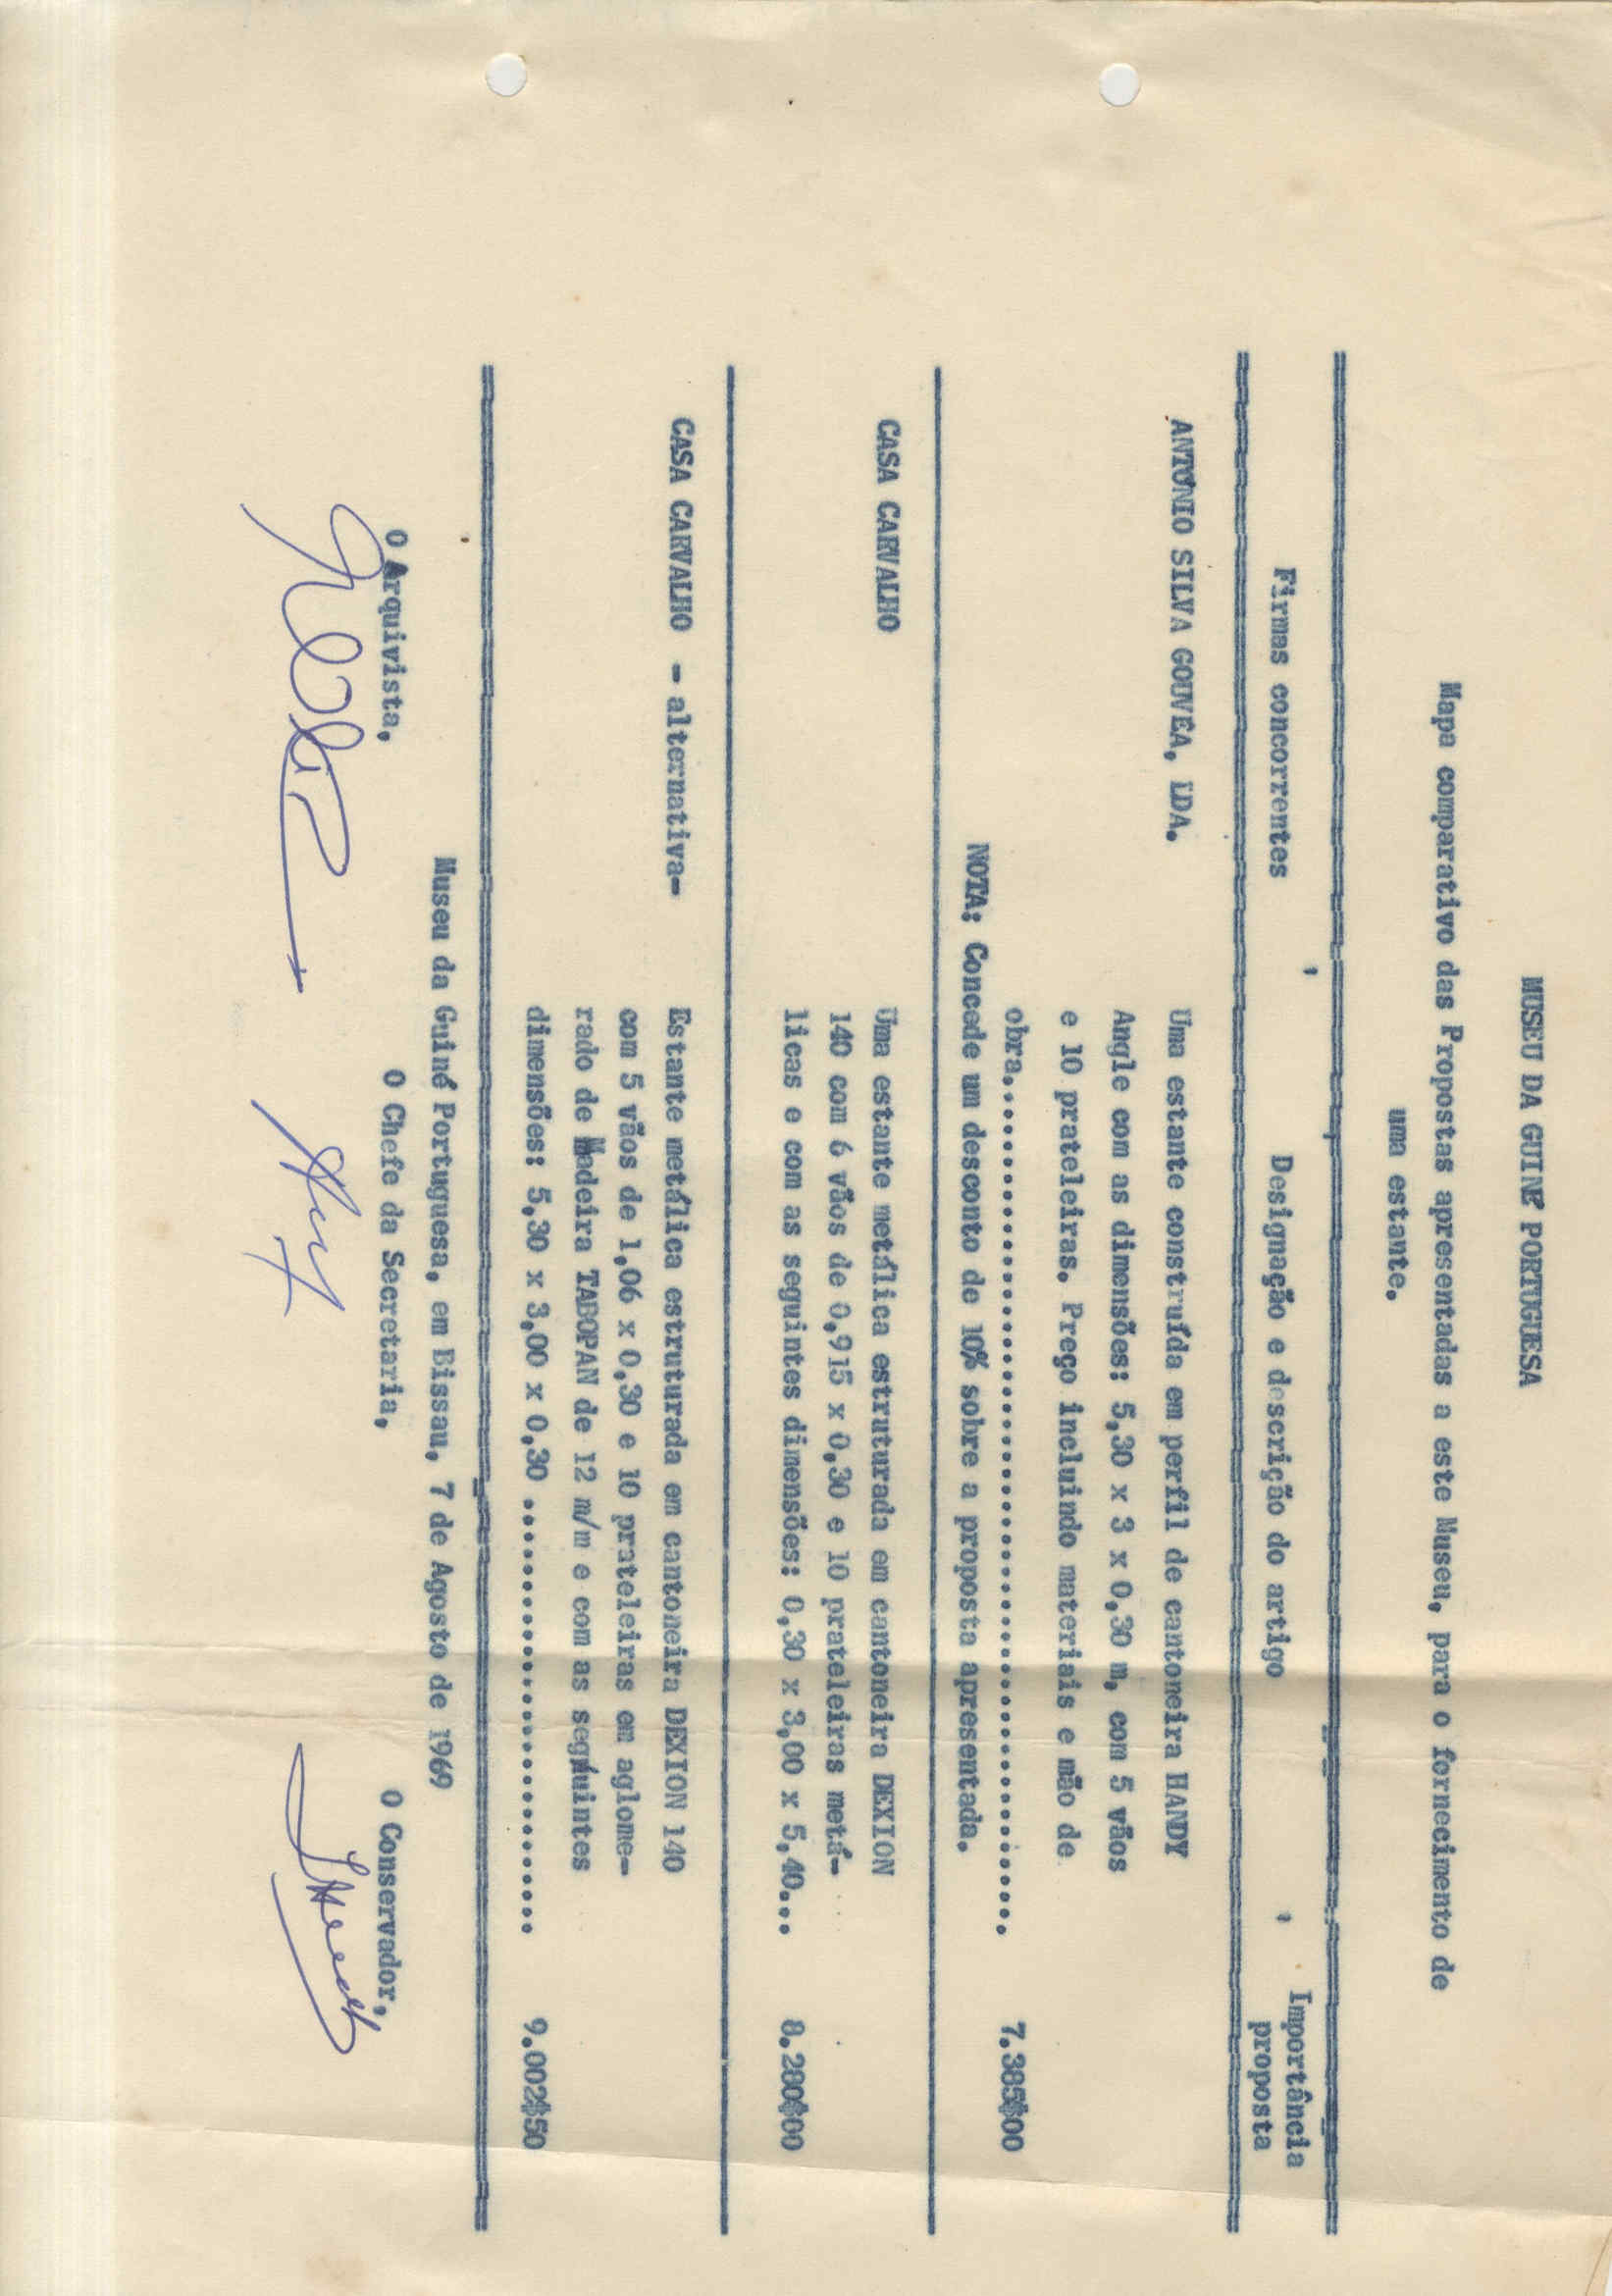 MUSEU DA GUINÉ PORTUGUESA
Mapa comparativo das Propostas apresentadas a este Museu, para o fornecimento de
uma estante.
Firmas concorrentes ' Designação e descrição do artigo ' Importância
proposta
ANTÓNIO SILVA GOUVÊA, LDA. Uma estante construída em perfil de cantoneira HANDY
Angle com as dimensões: 5,30 x 3 x 0,30 m, com 5 vãos
e 10 prateleiras. Preço incluindo materiais e mão de
obra................................................ 7.385$00
NOTA: Concede um desconto de 10% sobre a proposta apresentada.
CASA CARVALHO Uma estante metálica estruturada em cantoneira DEXION
140 com 6 vãos de 0,915 x 0,30 e 10 prateleiras metá-
licas e com as seguintes dimensões: 0,30 x 3,00 x 5,40... 8.280$00
CASA CARVALHO - alternativa- Estante metálica estruturada em cantoneira DEXION 140
com 5 vãos de 1,06 x 0,30 e 10 prateleiras em aglome-
rado de Madeira TABOPAN de 12 m/m e com as seguintes
dimensões: 5,30 x 3,00 x 0,30 ........................ 9.002$50
Museu da Guiné Portuguesa, em Bissau, 7 de Agosto de 1969
O Arquivista, O Chefe da Secretaria, O Conservador,